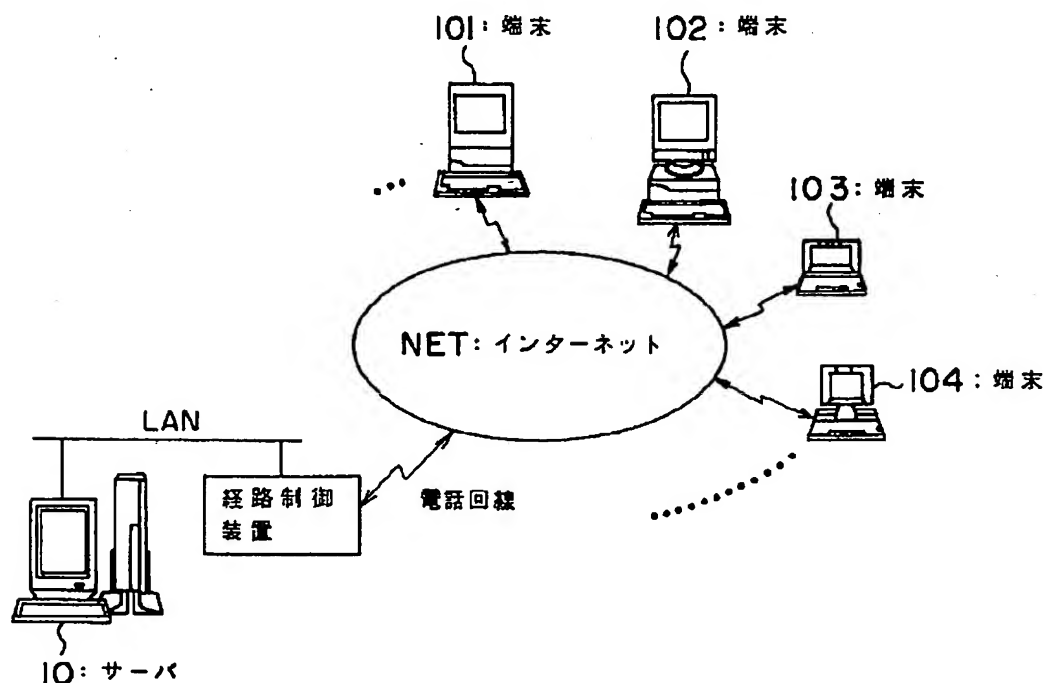 101: 端末
102: 端末
103: 端末
NET: インターネット
104: 端末
LAN
経路制御
装置
電話回線
10: サーバ